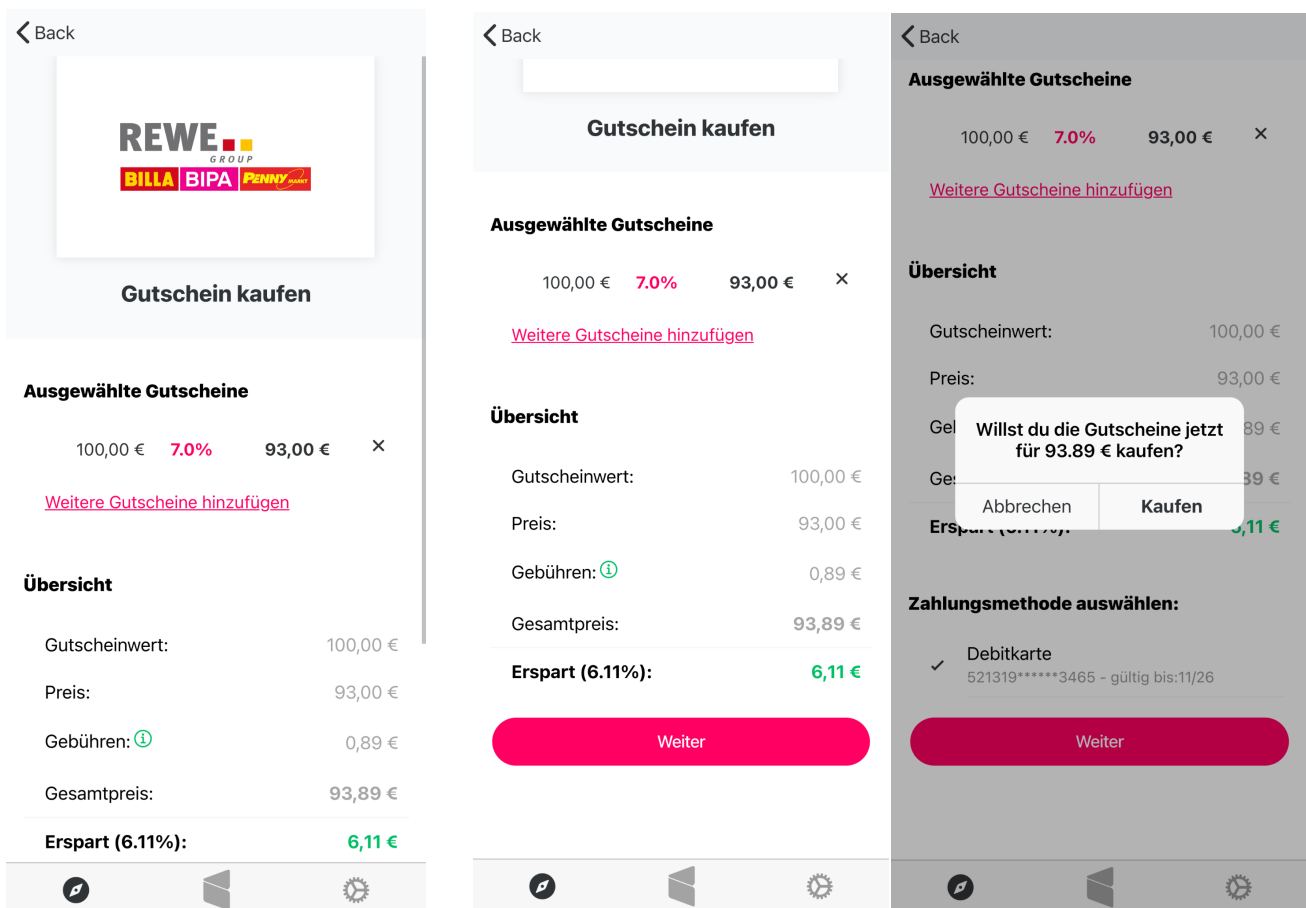 Back
REWE
GROUP
BILLA BIPA PENNY MARKT
Gutschein kaufen
Ausgewählte Gutscheine
100,00 € 7.0% 93,00 € ×
Weitere Gutscheine hinzufügen
Übersicht
Gutscheinwert: 100,00 €
Preis: 93,00 €
Gebühren: i 0,89 €
Gesamtpreis: 93,89 €
Erspart (6.11%): 6,11 €
Back
Gutschein kaufen
Ausgewählte Gutscheine
100,00 € 7.0% 93,00 € ×
Weitere Gutscheine hinzufügen
Übersicht
Gutscheinwert: 100,00 €
Preis: 93,00 €
Gebühren: i 0,89 €
Gesamtpreis: 93,89 €
Erspart (6.11%): 6,11 €
Weiter
Back
Ausgewählte Gutscheine
100,00 € 7.0% 93,00 € ×
Weitere Gutscheine hinzufügen
Übersicht
Gutscheinwert: 100,00 €
Preis: 93,00 €
Willst du die Gutscheine jetzt
für 93.89 € kaufen?
Abbrechen Kaufen
Zahlungsmethode auswählen:
Debitkarte
521319******3465 - gültig bis:11/26
Weiter